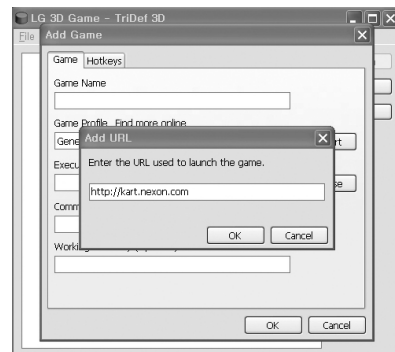 LG 3D Game - TriDef 3D
File
Add Game
Game Hotkeys
Game Name
Game Profile Find more online
Add URL
Enter the URL used to launch the game.
http://kart.nexon.com
OK Cancel
OK Cancel